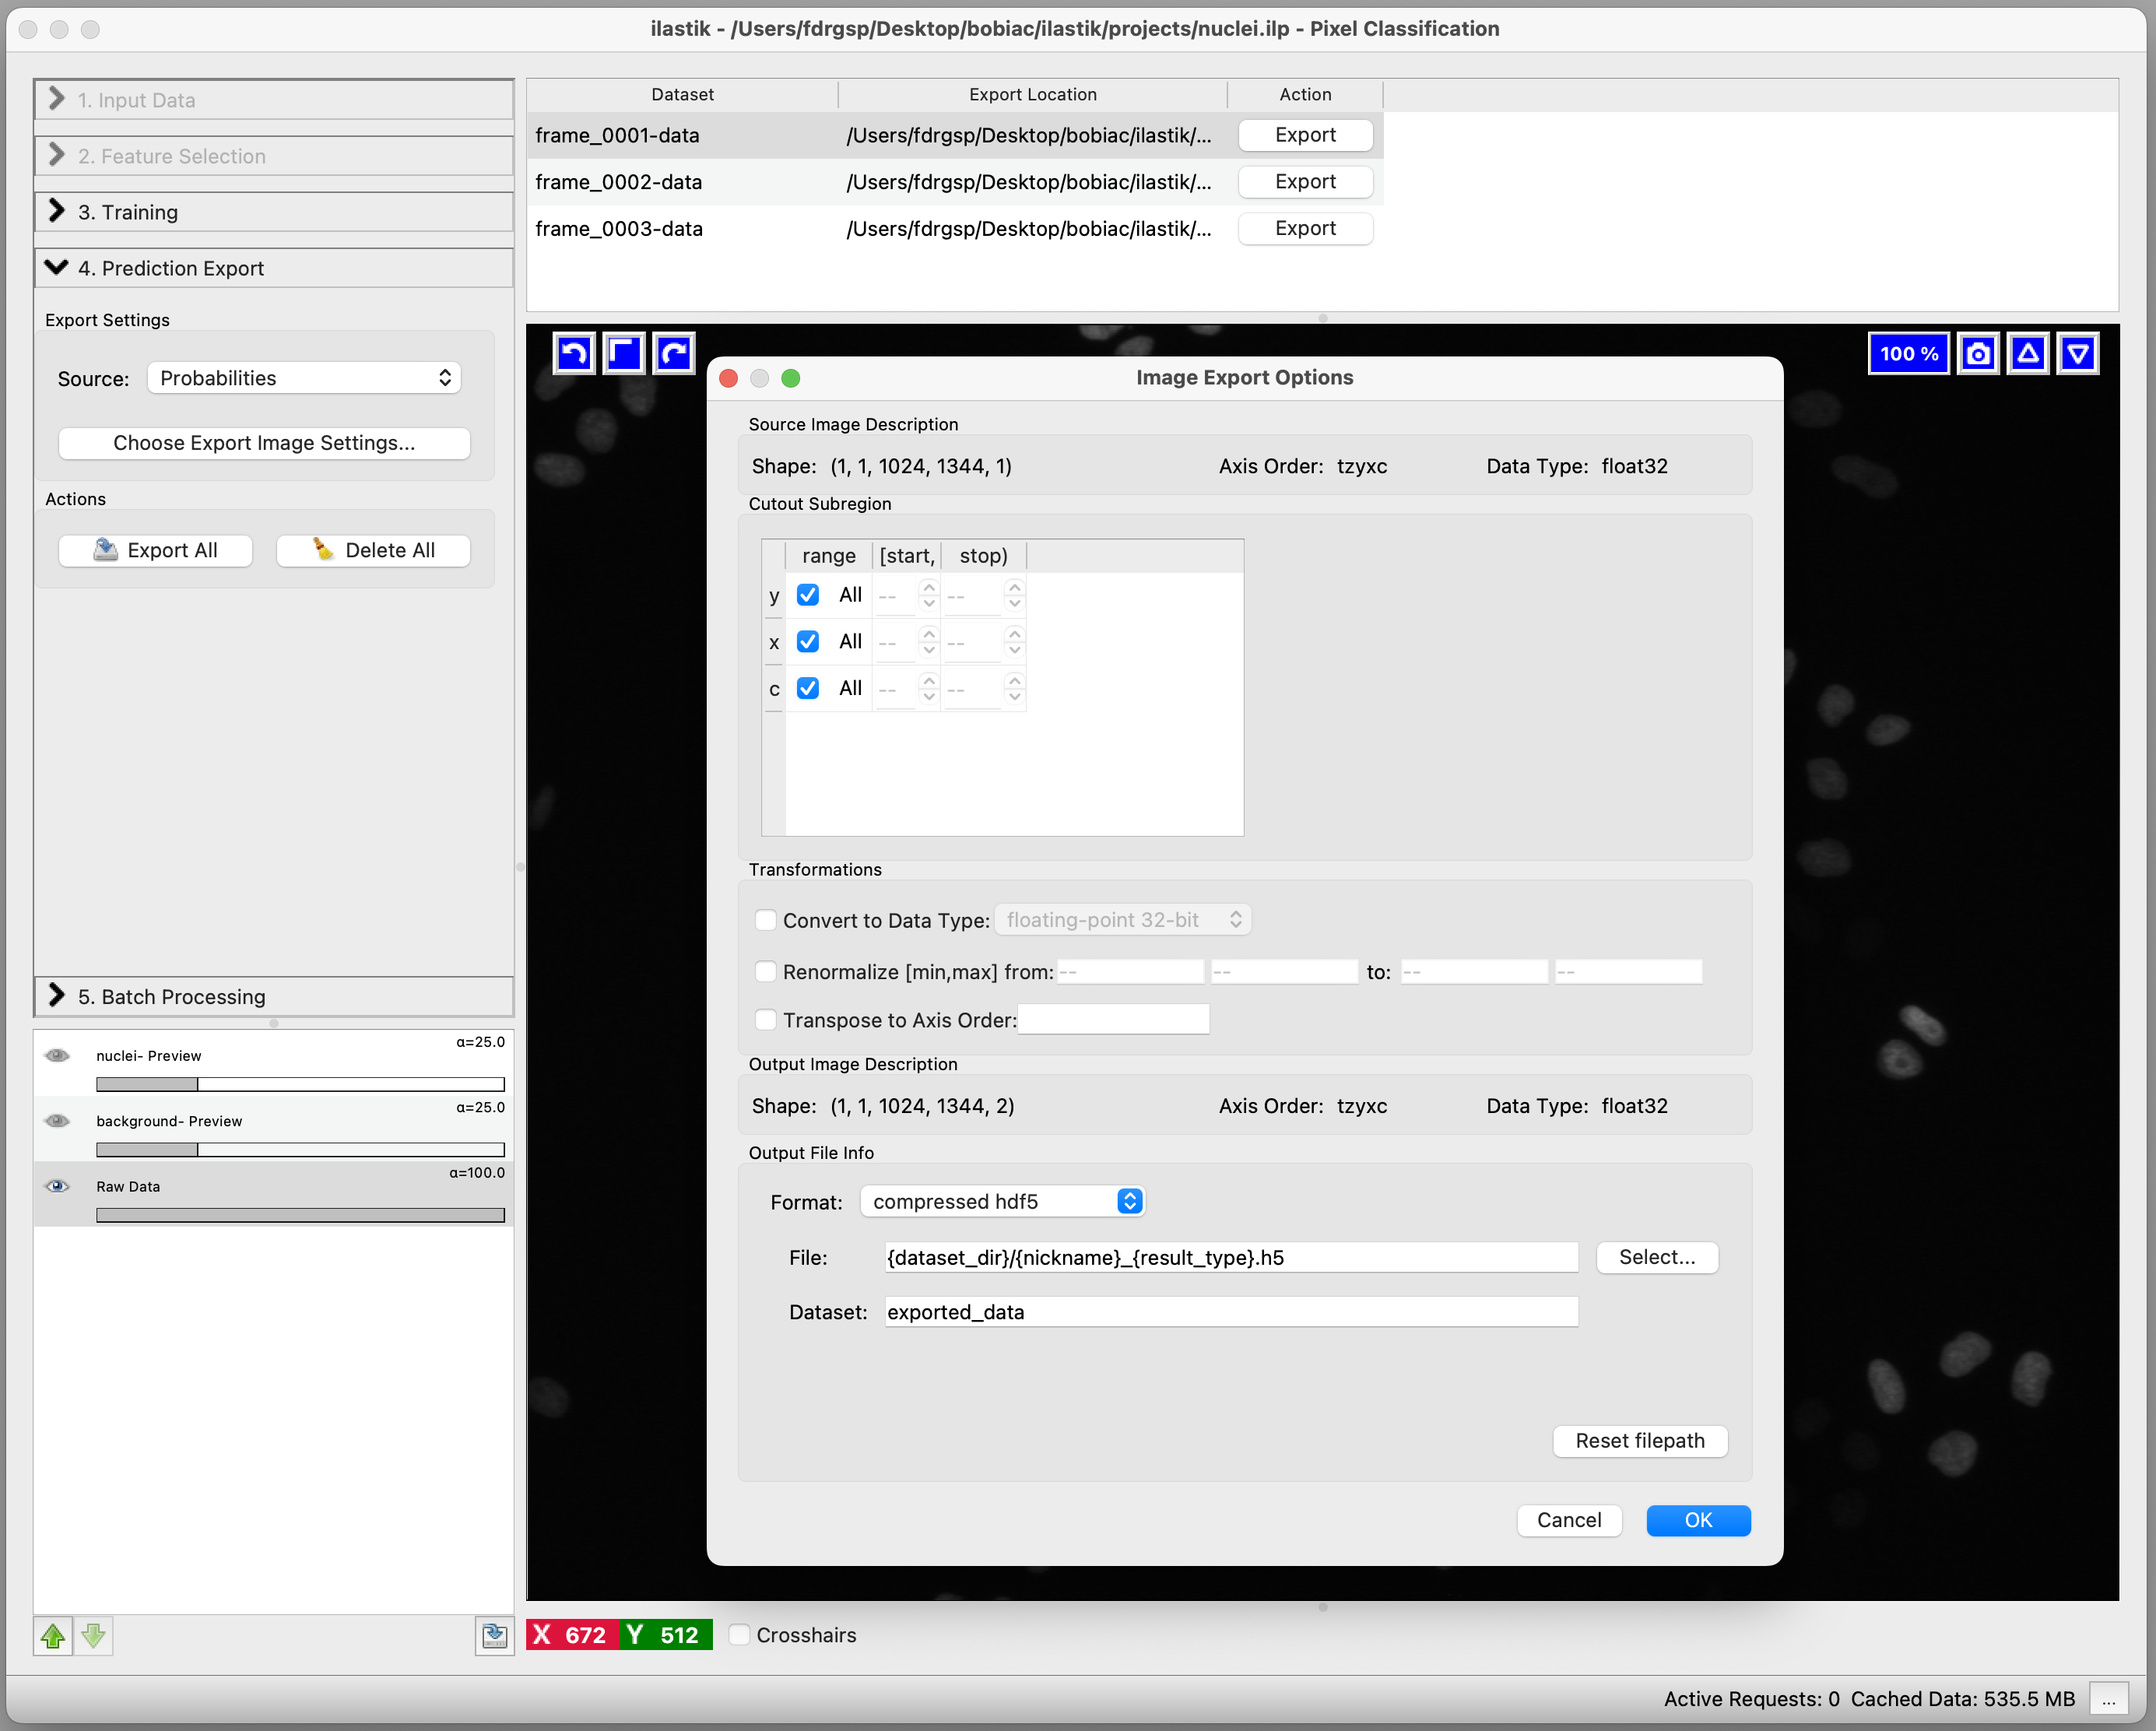 ilastik - /Users/fdrgsp/Desktop/bobiac/ilastik/projects/nuclei.ilp - Pixel Classification
1. Input Data
2. Feature Selection
3. Training
4. Prediction Export
Export Settings
Source: Probabilities
Choose Export Image Settings...
Actions
Export All Delete All
5. Batch Processing
nuclei- Preview α=25.0
background- Preview α=25.0
Raw Data α=100.0
Dataset Export Location Action
frame_0001-data /Users/fdrgsp/Desktop/bobiac/ilastik/... Export
frame_0002-data /Users/fdrgsp/Desktop/bobiac/ilastik/... Export
frame_0003-data /Users/fdrgsp/Desktop/bobiac/ilastik/... Export
100 %
Image Export Options
Source Image Description
Shape: (1, 1, 1024, 1344, 1) Axis Order: tzyxc Data Type: float32
Cutout Subregion
range [start, stop)
y All -- --
x All -- --
c All -- --
Transformations
Convert to Data Type: floating-point 32-bit
Renormalize [min,max] from: -- -- to: -- --
Transpose to Axis Order:
Output Image Description
Shape: (1, 1, 1024, 1344, 2) Axis Order: tzyxc Data Type: float32
Output File Info
Format: compressed hdf5
File: {dataset_dir}/{nickname}_{result_type}.h5 Select...
Dataset: exported_data
Reset filepath
Cancel OK
X 672 Y 512 Crosshairs
Active Requests: 0 Cached Data: 535.5 MB ...